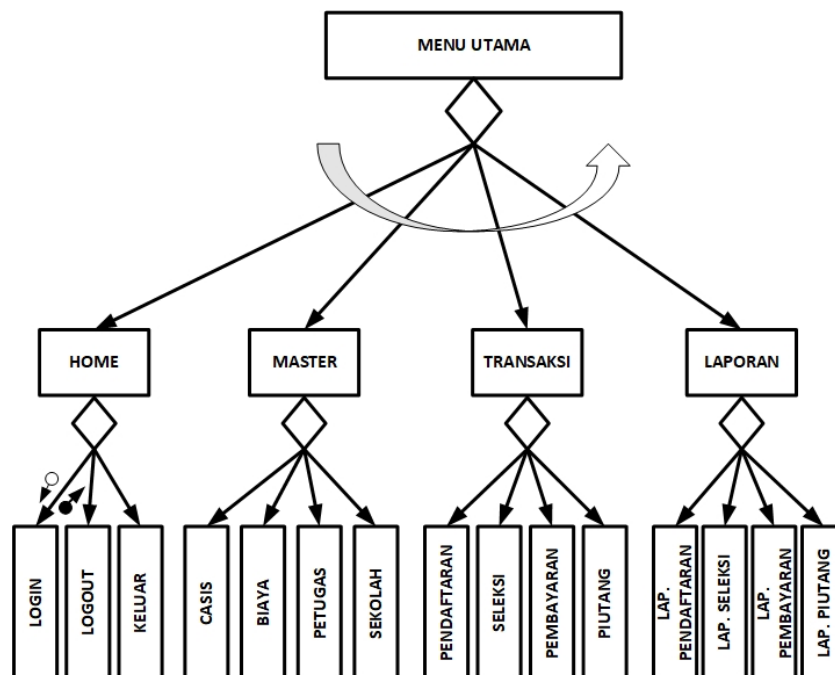 MENU UTAMA
HOME
MASTER
TRANSAKSI
LAPORAN
LOGIN
LOGOUT
KELUAR
CASIS
BIAYA
PETUGAS
SEKOLAH
PENDAFTARAN
SELEKSI
PEMBAYARAN
PIUTANG
LAP.
PENDAFTARAN
LAP. SELEKSI
LAP.
PEMBAYARAN
LAP. PIUTANG